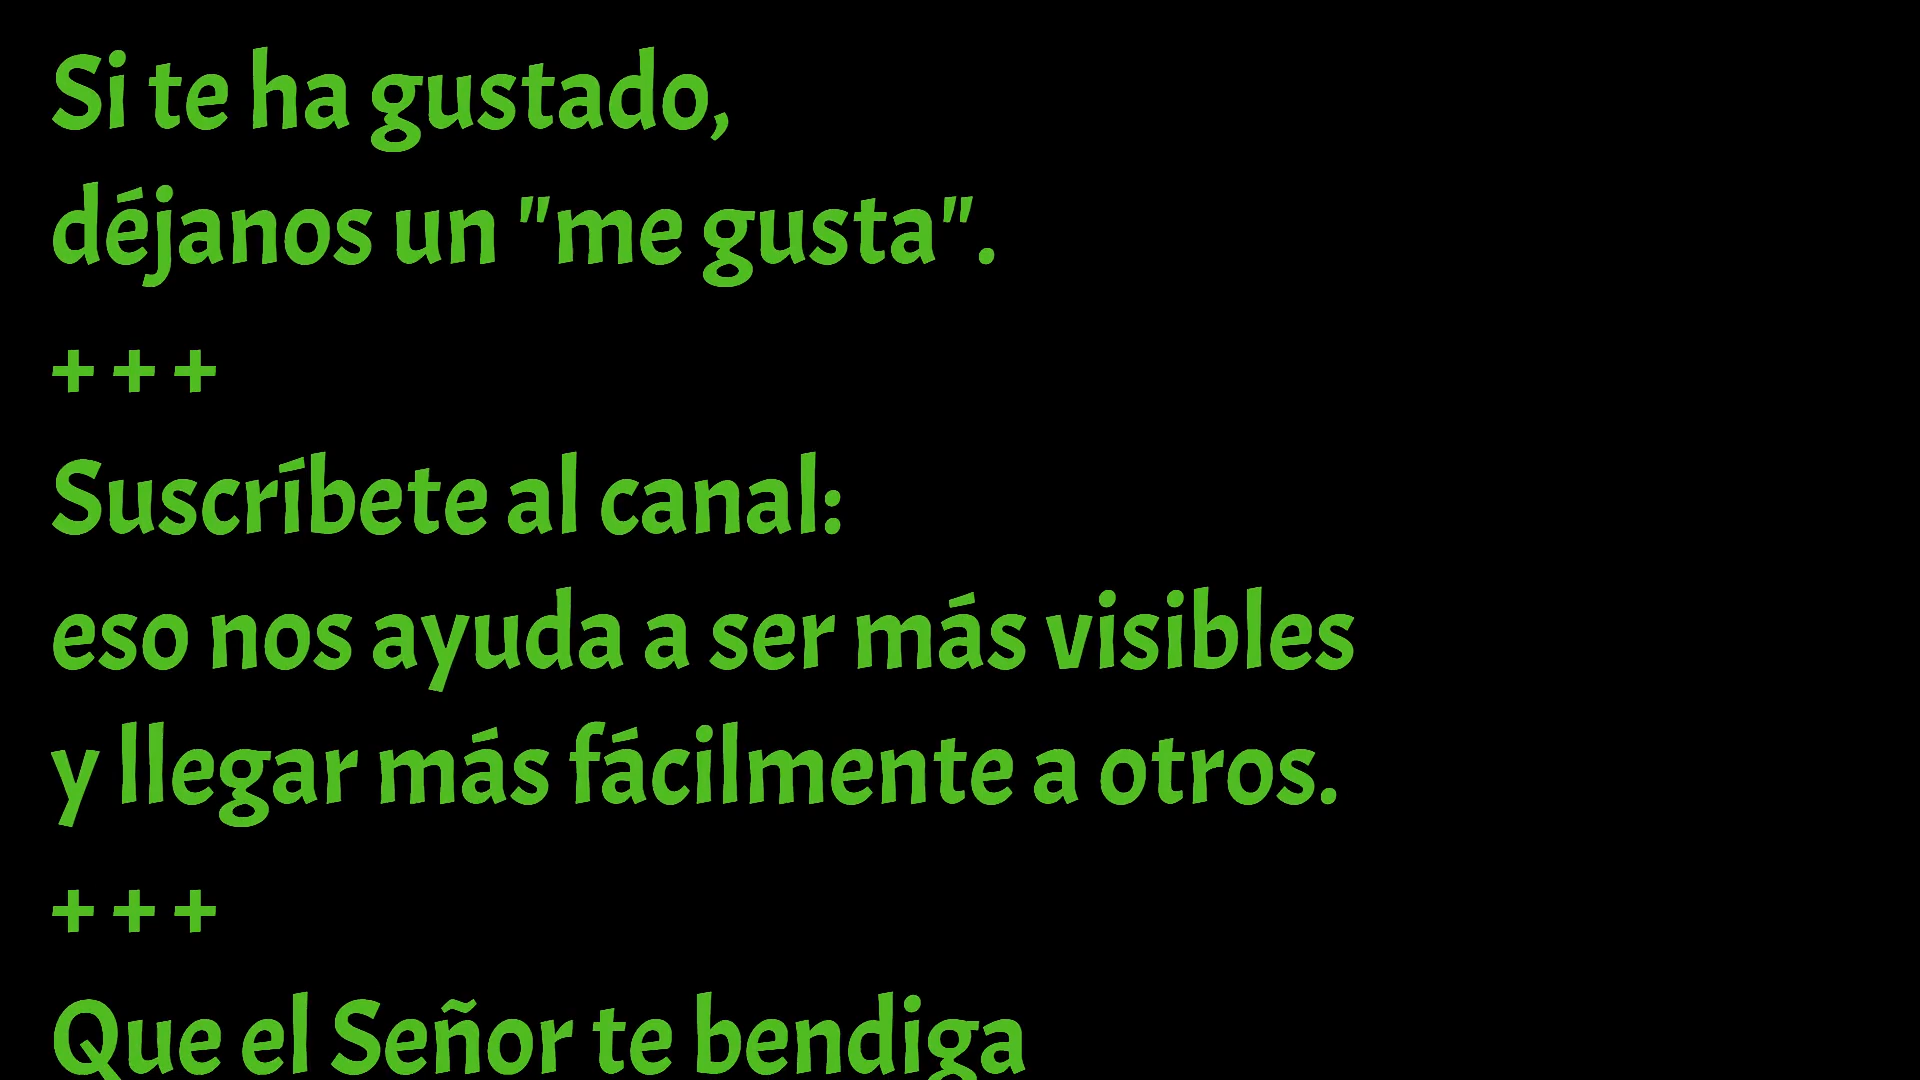 Si te ha gustado,
déjanos un "me gusta".
+ + +
Suscríbete al canal:
eso nos ayuda a ser más visibles
y llegar más fácilmente a otros.
+ + +
Que el Señor te bendiga